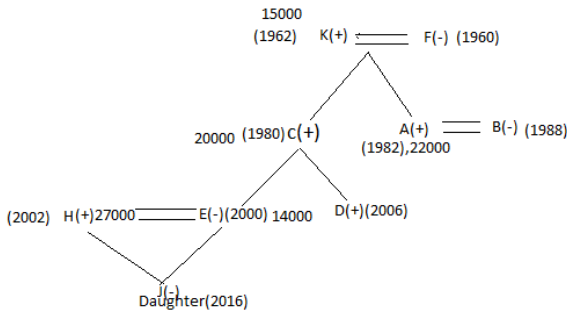 15000
(1962) K(+) F(-) (1960)
20000 (1980) C(+) A(+) B(-) (1988)
(1982),22000
(2002) H(+)27000 E(-)(2000) 14000 D(+)(2006)
J(-)
Daughter(2016)